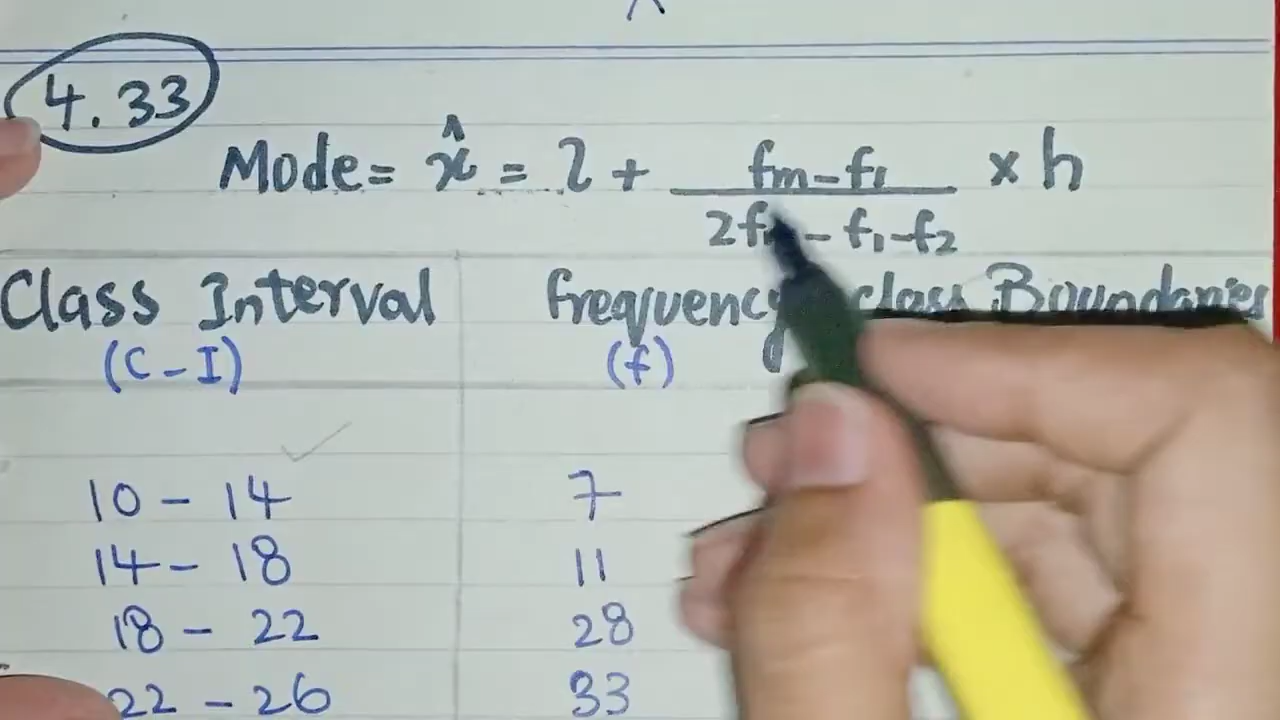 4.33
Mode = x̂ = l + fm - f1 / 2fm - f1 - f2 × h
Class Interval frequency class Boundaries
(C - I) (f)
10 - 14 7
14 - 18 11
18 - 22 28
22 - 26 33